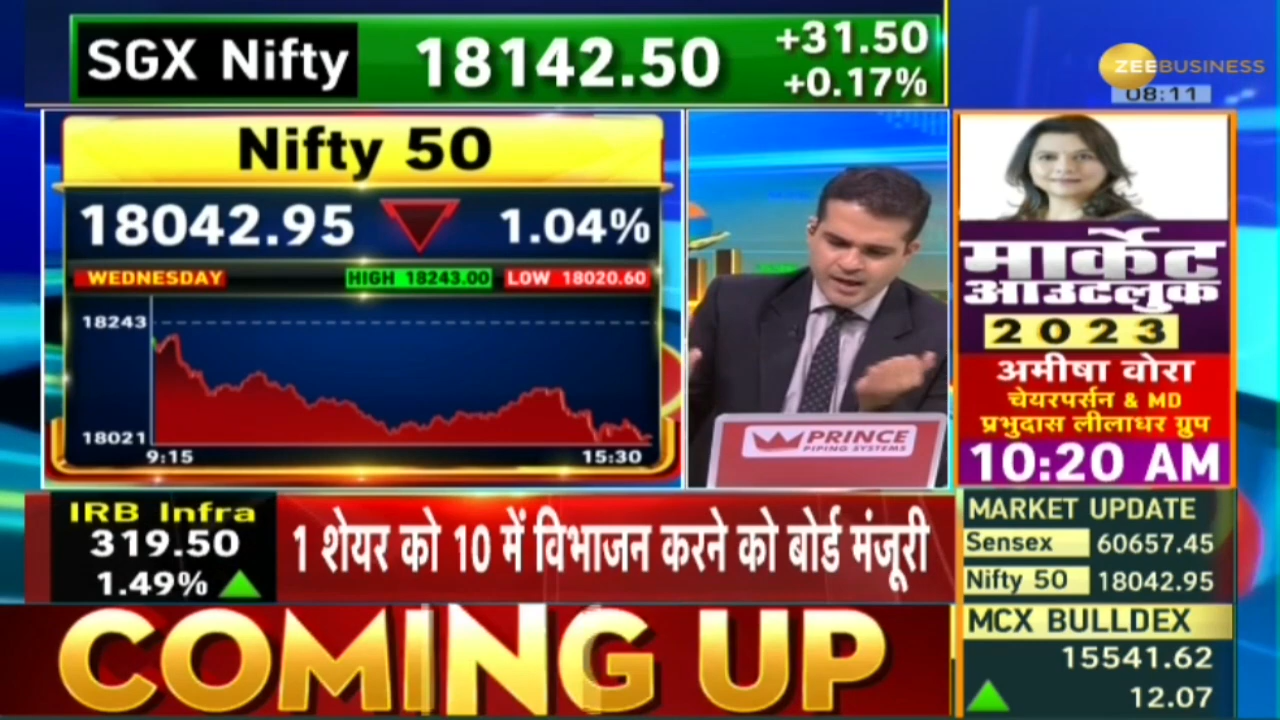 SGX Nifty
18142.50
+31.50
+0.17%
ZEEBUSINESS
08:11
Nifty 50
18042.95
1.04%
WEDNESDAY
HIGH 18243.00
LOW 18020.60
18243
18021
9:15
15:30
PRINCE
PIPING SYSTEMS
मार्केट
आउटलुक
2023
अमीषा वोरा
चेयरपर्सन & MD
प्रभुदास लीलाधर ग्रुप
10:20 AM
IRB Infra
319.50
1.49%
1 शेयर को 10 में विभाजन करने को बोर्ड मंजूरी
MARKET UPDATE
Sensex 60657.45
Nifty 50 18042.95
MCX BULLDEX
15541.62
12.07
COMING UP